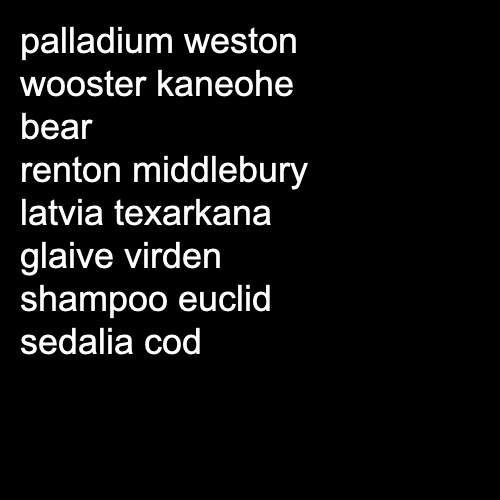 palladium weston
wooster kaneohe
bear
renton middlebury
latvia texarkana
glaive virden
shampoo euclid
sedalia cod